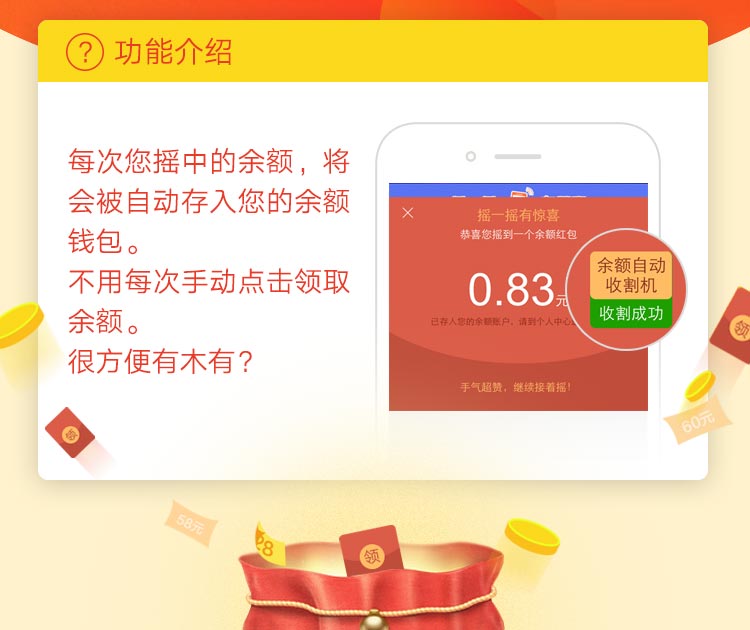 功能介绍
每次您摇中的余额，将
会被自动存入您的余额
钱包。
不用每次手动点击领取
余额。
很方便有木有？
摇一摇有惊喜
恭喜您摇到一个余额红包
0.83元
已存入您的余额账户，请到个人中心
手气超赞，继续接着摇！
余额自动
收割机
收割成功
领
60元
领
58元
28
领